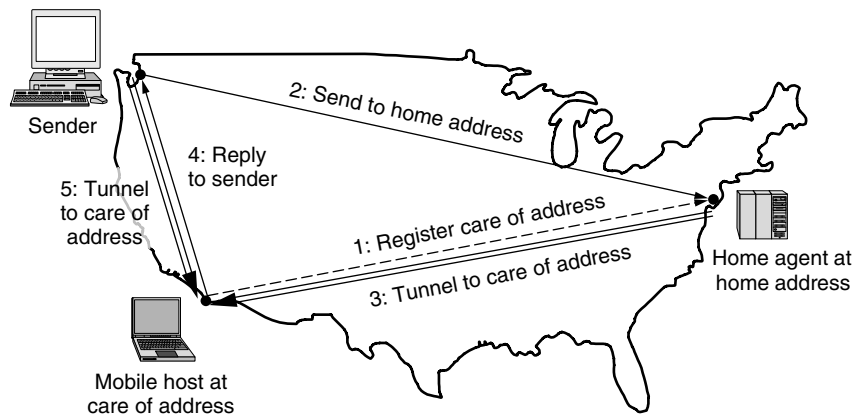 Sender
2: Send to home address
4: Reply
to sender
5: Tunnel
to care of
address
1: Register care of address
3: Tunnel to care of address
Home agent at
home address
Mobile host at
care of address